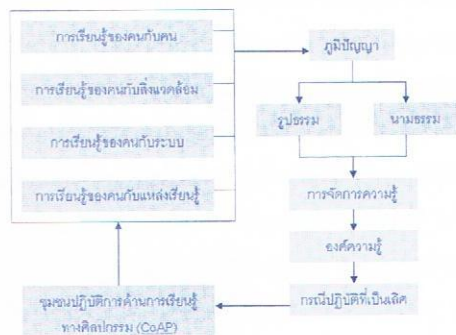 การเรียนรู้ของคนกับคน
การเรียนรู้ของคนกับสิ่งแวดล้อม
การเรียนรู้ของคนกับระบบ
การเรียนรู้ของคนกับแหล่งเรียนรู้
ภูมิปัญญา
รูปธรรม
นามธรรม
การจัดการความรู้
องค์ความรู้
กรณีปฏิบัติที่เป็นเลิศ
ชุมชนปฏิบัติการด้านการเรียนรู้
ทางศิลปกรรม (CoAP)